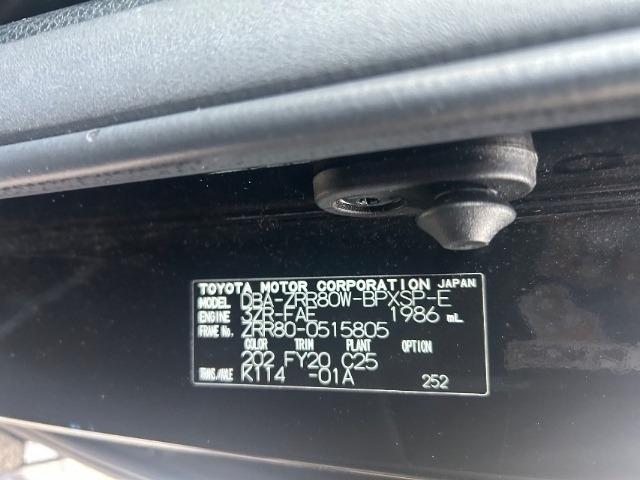 TOYOTA MOTOR CORPORATION JAPAN
MODEL DBA-ZRR80W-BPXSP-E
ENGINE 3ZR-FAE 1986 mL
FRAME No. ZRR80-0515805
COLOR TRIM PLANT OPTION
202 FY20 C25
TRANS./AXLE K114 -01A 252